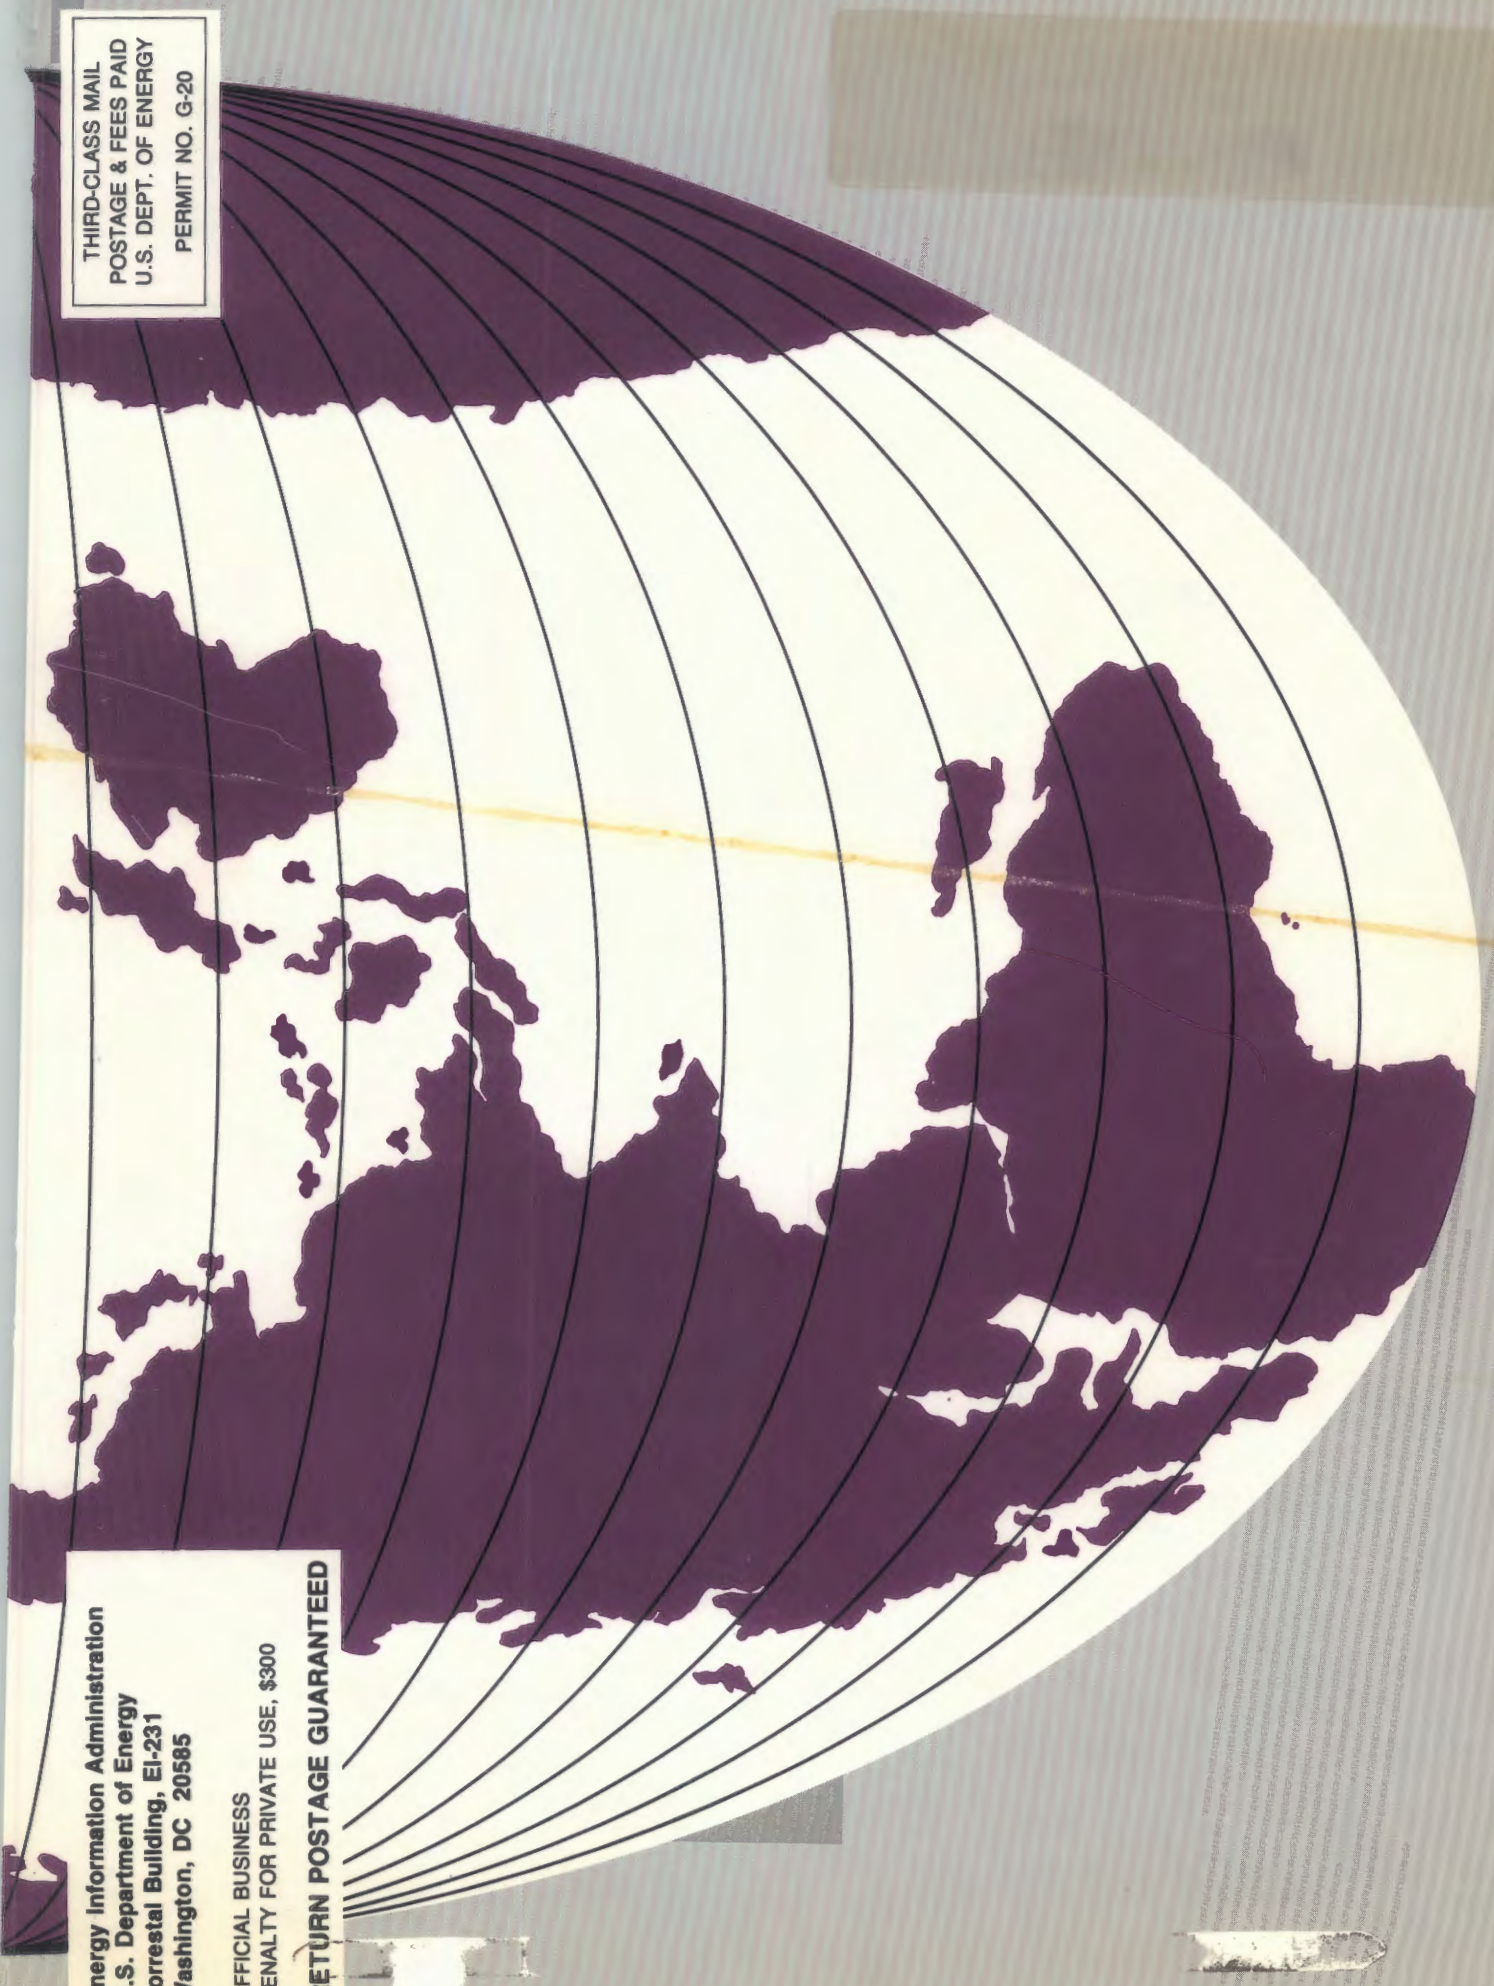 nergy Information Administration
.S. Department of Energy
orrestal Building, EI-231
ashington, DC 20585
FFICIAL BUSINESS
ENALTY FOR PRIVATE USE, $300
ETURN POSTAGE GUARANTEED
THIRD-CLASS MAIL
POSTAGE & FEES PAID
U.S. DEPT. OF ENERGY
PERMIT NO. G-20